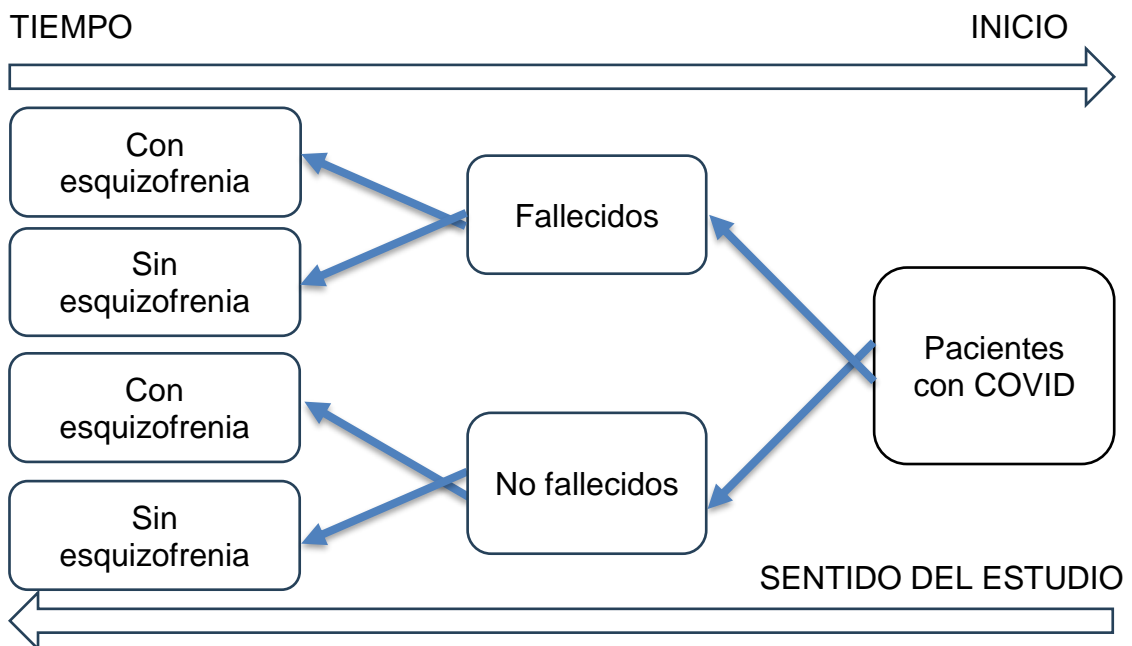 TIEMPO
INICIO
Con
esquizofrenia
Sin
esquizofrenia
Con
esquizofrenia
Sin
esquizofrenia
Fallecidos
No fallecidos
Pacientes
con COVID
SENTIDO DEL ESTUDIO